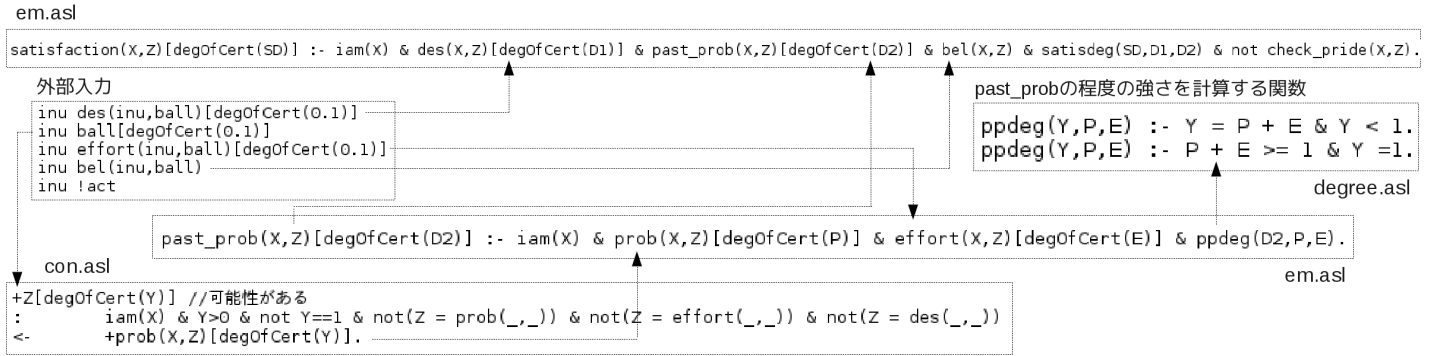 em.asl
satisfaction(X,Z)[degOfCert(SD)] :- iam(X) & des(X,Z)[degOfCert(D1)] & past_prob(X,Z)[degOfCert(D2)] & bel(X,Z) & satisdeg(SD,D1,D2) & not check_pride(X,Z).
外部入力
inu des(inu,ball)[degOfCert(0.1)]
inu ball[degOfCert(0.1)]
inu effort(inu,ball)[degOfCert(0.1)]
inu bel(inu,ball)
inu !act
past_probの程度の強さを計算する関数
ppdeg(Y,P,E) :- Y = P + E & Y < 1.
ppdeg(Y,P,E) :- P + E >= 1 & Y =1.
degree.asl
past_prob(X,Z)[degOfCert(D2)] :- iam(X) & prob(X,Z)[degOfCert(P)] & effort(X,Z)[degOfCert(E)] & ppdeg(D2,P,E).
em.asl
con.asl
+Z[degOfCert(Y)] //可能性がある
: iam(X) & Y>0 & not Y==1 & not(Z = prob(_,_)) & not(Z = effort(_,_)) & not(Z = des(_,_))
<- +prob(X,Z)[degOfCert(Y)].